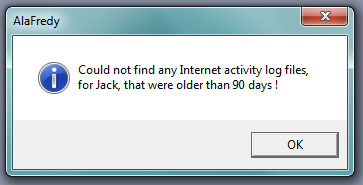 AlaFredy
Could not find any Internet activity log files,
for Jack, that were older than 90 days !
OK